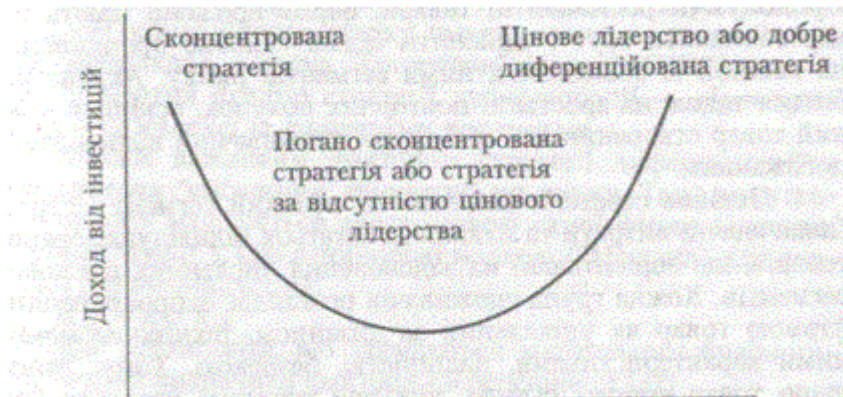 Сконцентрована
стратегія
Цінове лідерство або добре
диференційована стратегія
Погано сконцентрована
стратегія або стратегія
за відсутністю цінового
лідерства
Доход від інвестицій